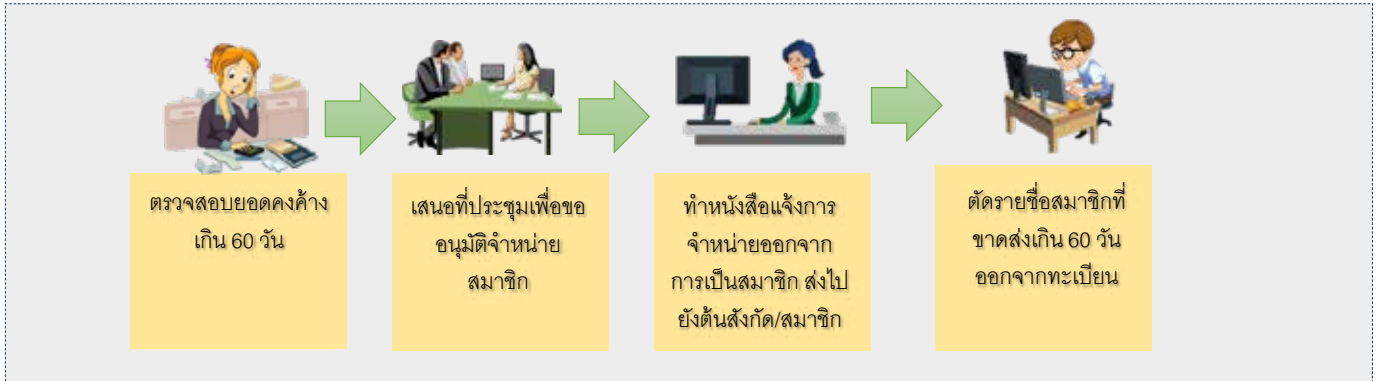 ตรวจสอบยอดคงค้าง
เกิน 60 วัน
เสนอที่ประชุมเพื่อขอ
อนุมัติจำหน่าย
สมาชิก
ทำหนังสือแจ้งการ
จำหน่ายออกจาก
การเป็นสมาชิก ส่งไป
ยังต้นสังกัด/สมาชิก
ตัดรายชื่อสมาชิกที่
ขาดส่งเกิน 60 วัน
ออกจากทะเบียน